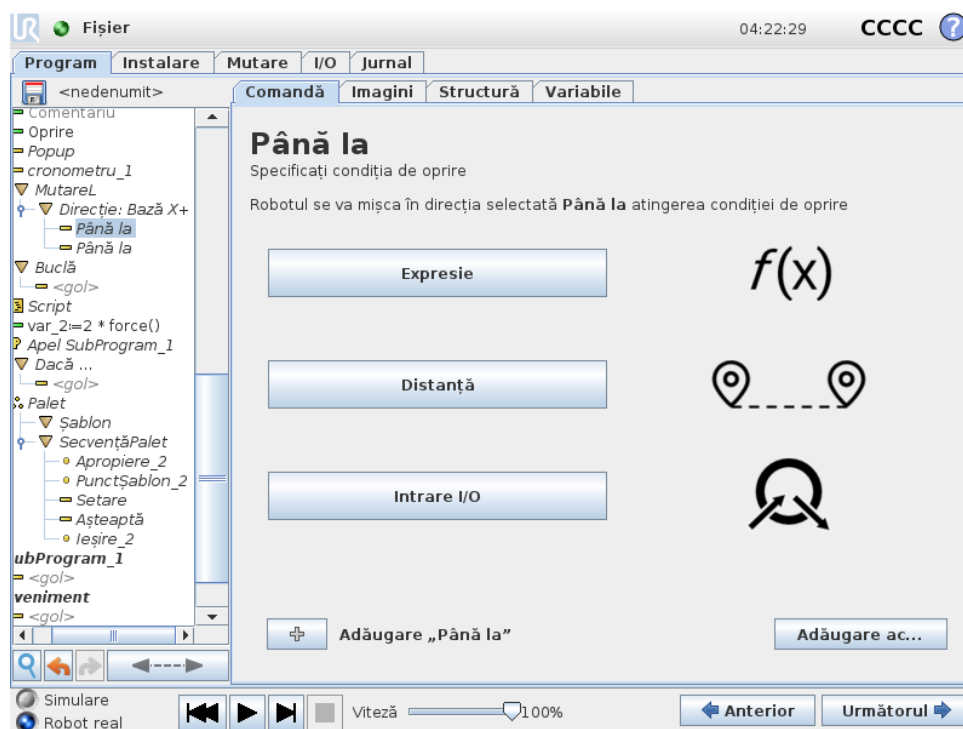 Fișier
04:22:29
CCCC
?
Program
Instalare
Mutare
I/O
Jurnal
<nedenumit>
Comandă
Imagini
Structură
Variabile
Comentariu
Oprire
Popup
cronometru_1
MutareL
Direcție: Bază X+
Până la
Până la
Buclă
<gol>
Script
var_2:=2 * force()
Apel SubProgram_1
Dacă ...
<gol>
Palet
Șablon
SecvențăPalet
Apropiere_2
PunctȘablon_2
Setare
Așteaptă
Ieșire_2
ubProgram_1
<gol>
veniment
<gol>
Până la
Specificați condiția de oprire
Robotul se va mișca în direcția selectată Până la atingerea condiției de oprire
Expresie
f(x)
Distanță
Intrare I/O
Adăugare „Până la”
Adăugare ac...
Simulare
Robot real
Viteză
100%
Anterior
Următorul